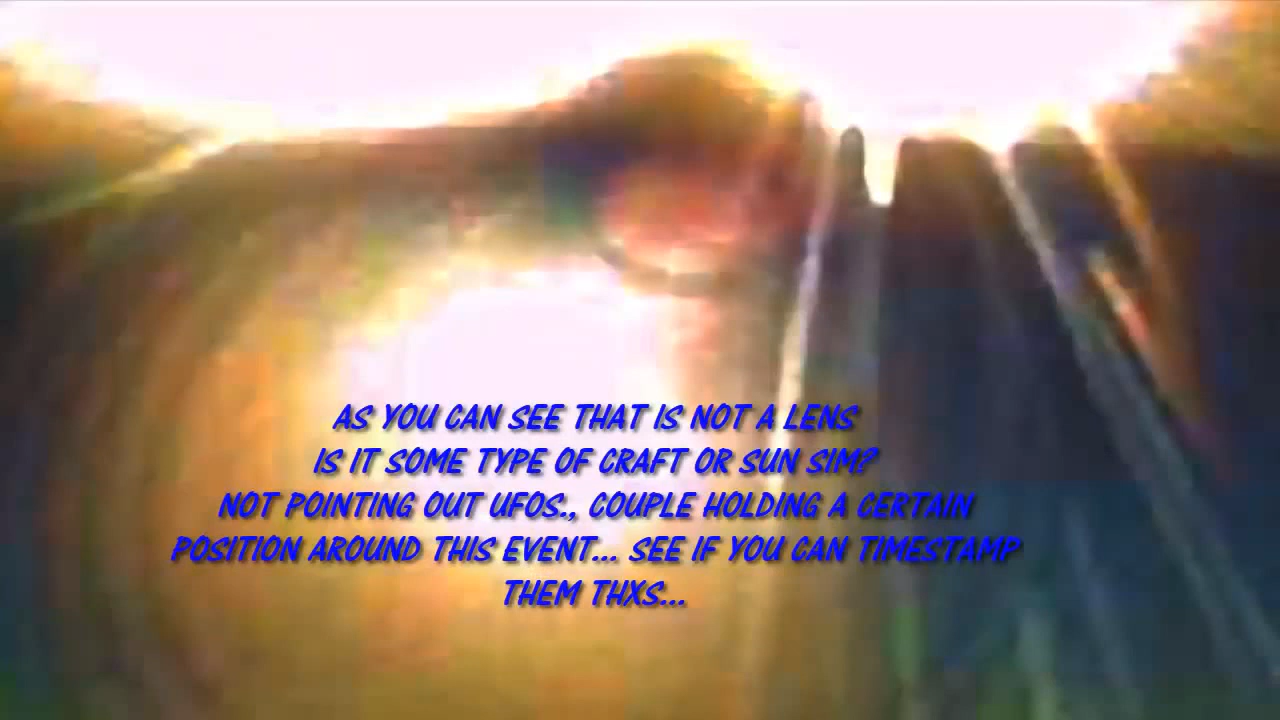 AS YOU CAN SEE THAT IS NOT A LENS
IS IT SOME TYPE OF CRAFT OR SUN SIM?
NOT POINTING OUT UFOS., COUPLE HOLDING A CERTAIN
POSITION AROUND THIS EVENT... SEE IF YOU CAN TIMESTAMP
THEM THXS...